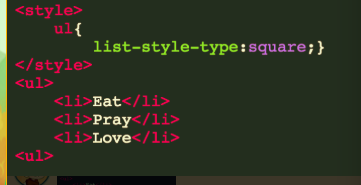 <style>
ul{
list-style-type:square;}
</style>
<ul>
<li>Eat</li>
<li>Pray</li>
<li>Love</li>
<ul>